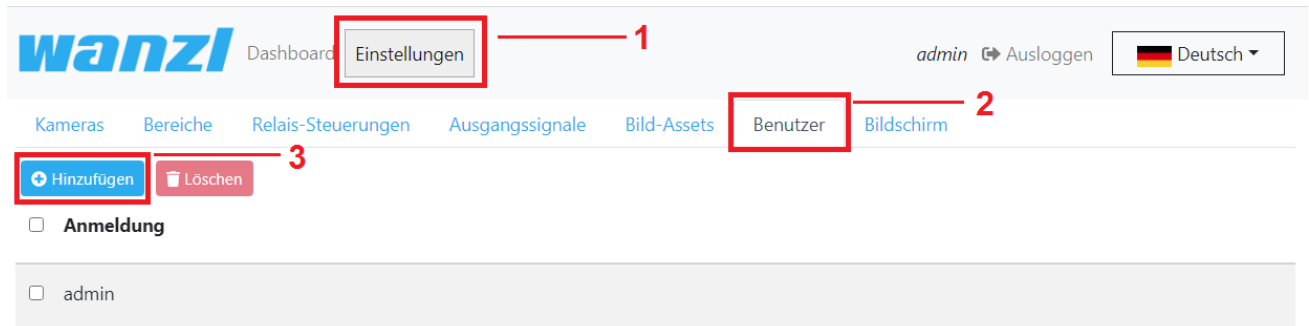 wanzl Dashboard Einstellungen 1 admin Ausloggen Deutsch
Kameras Bereiche Relais-Steuerungen Ausgangssignale Bild-Assets Benutzer Bildschirm 2
Hinzufügen Löschen 3
Anmeldung
admin